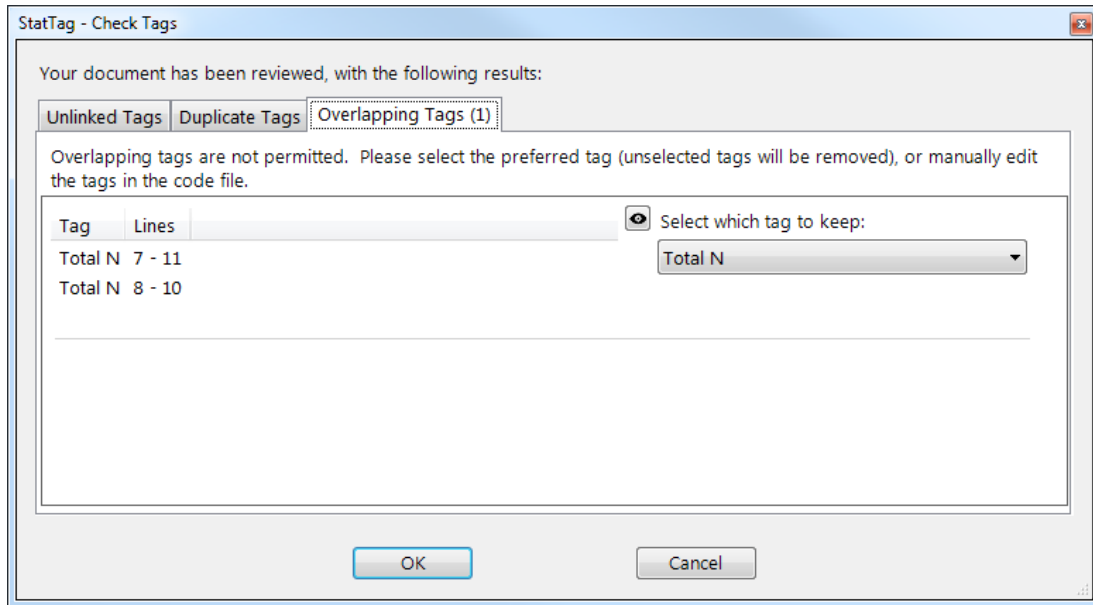 StatTag - Check Tags
Your document has been reviewed, with the following results:
Unlinked Tags Duplicate Tags Overlapping Tags (1)
Overlapping tags are not permitted.  Please select the preferred tag (unselected tags will be removed), or manually edit
the tags in the code file.
Tag Lines
Select which tag to keep:
Total N 7 - 11
Total N
Total N 8 - 10
OK Cancel